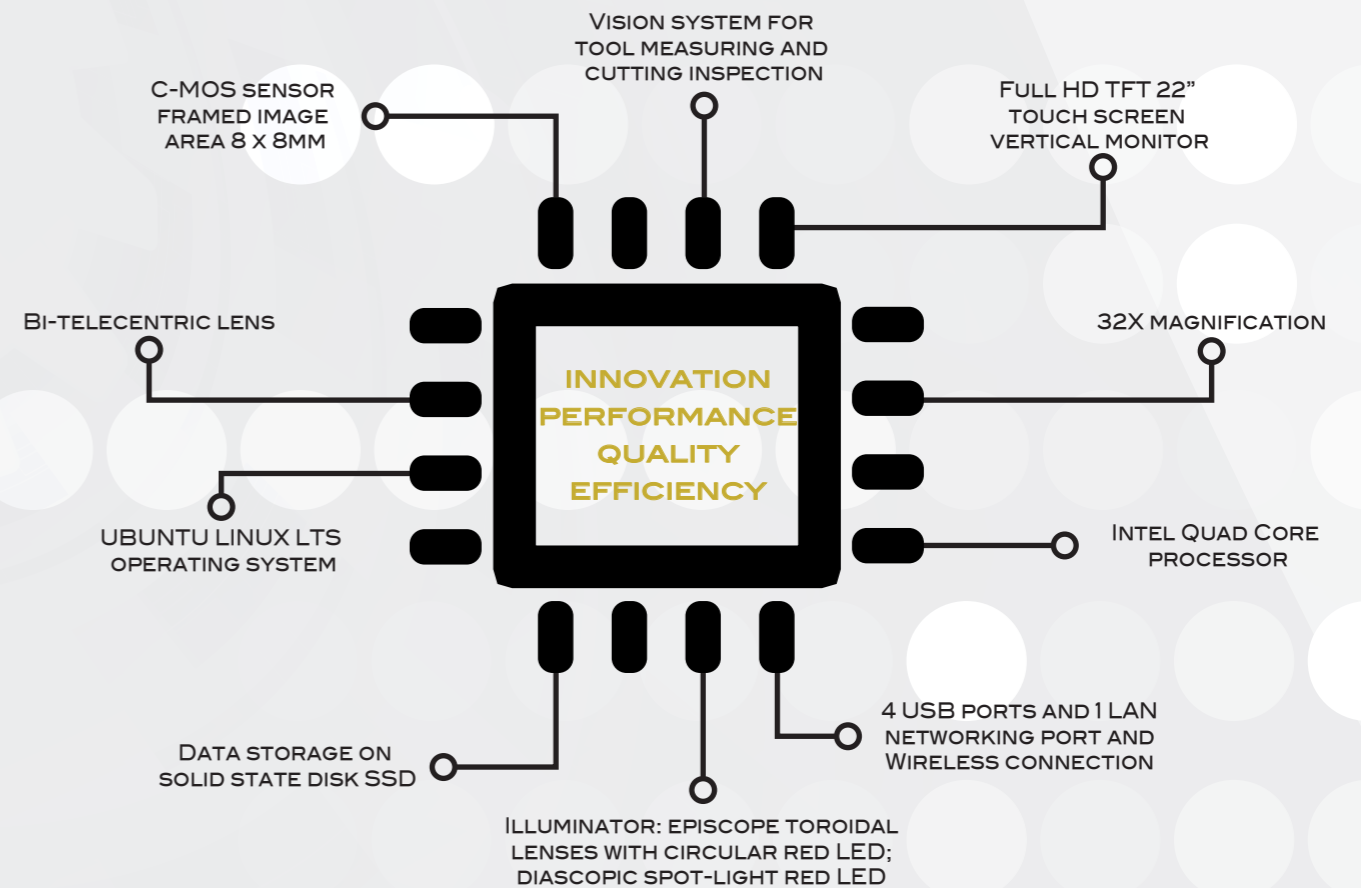 Vision system for
tool measuring and
cutting inspection
C-MOS sensor
framed image
area 8 x 8mm
Full HD TFT 22”
touch screen
vertical monitor
Bi-telecentric lens
32X magnification
INNOVATION
PERFORMANCE
QUALITY
EFFICIENCY
UBUNTU LINUX LTS
operating system
Intel Quad Core
processor
4 USB ports and 1 LAN
networking port and
Wireless connection
Data storage on
solid state disk SSD
Illuminator: episcope toroidal
lenses with circular red LED;
diascopic spot-light red LED